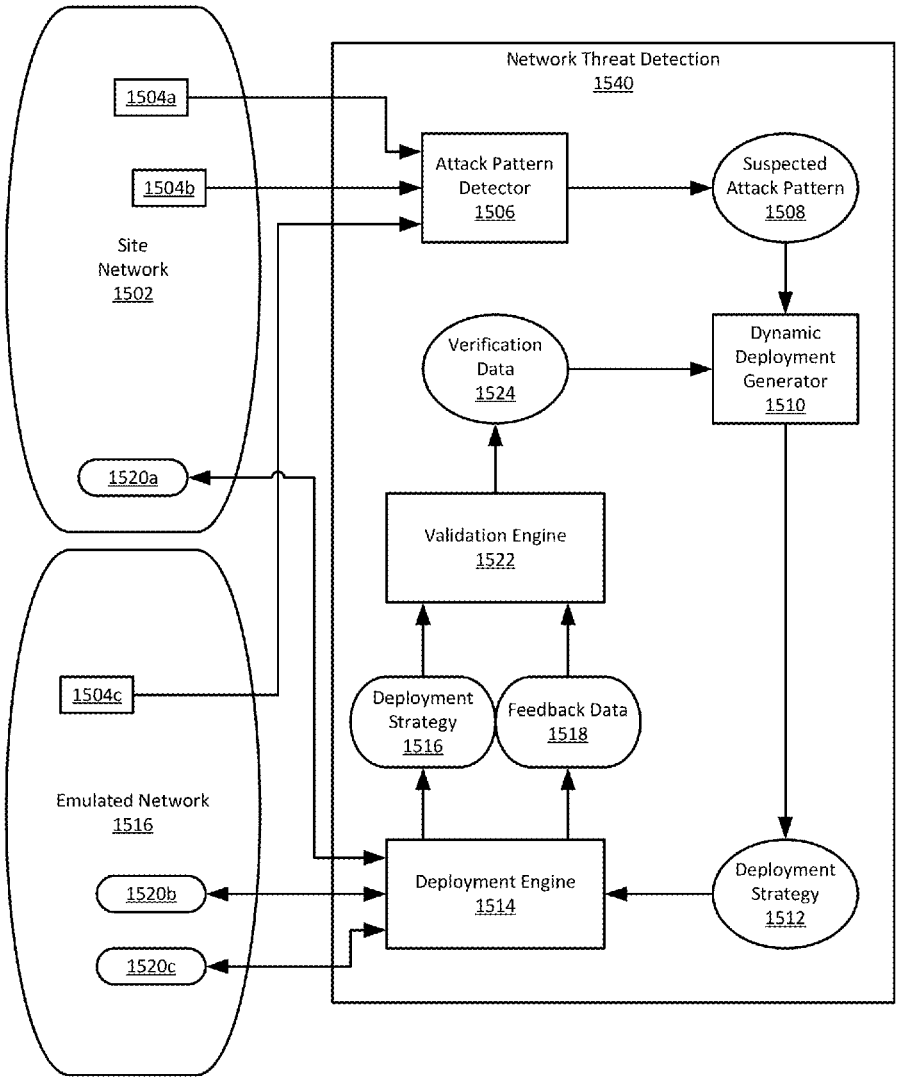 Network Threat Detection
1540
1504a
1504b
Site
Network
1502
1520a
Attack Pattern
Detector
1506
Suspected
Attack Pattern
1508
Verification
Data
1524
Dynamic
Deployment
Generator
1510
Validation Engine
1522
Deployment
Strategy
1516
Feedback Data
1518
1504c
Emulated Network
1516
1520b
1520c
Deployment Engine
1514
Deployment
Strategy
1512